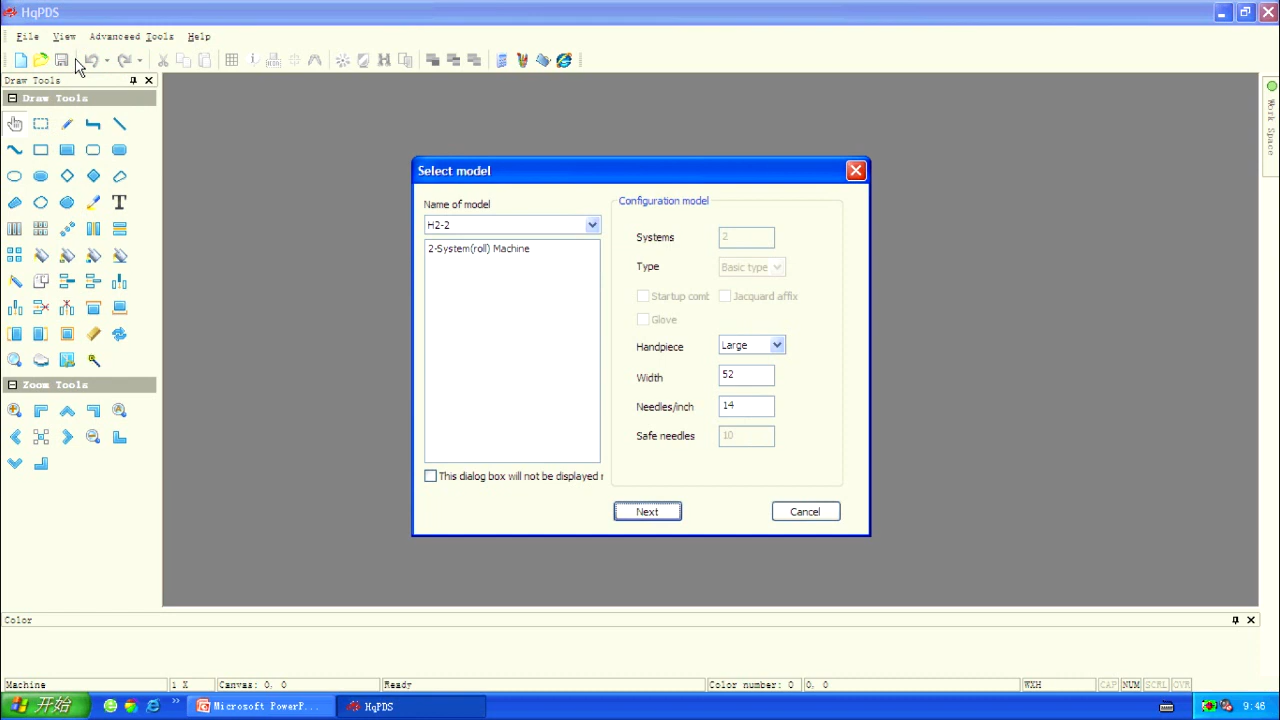 HqPDS
File View Advanceed Tools Help
Draw Tools
Draw Tools
T
Zoom Tools
Work Space
Select model
Name of model
H2-2
2-System(roll) Machine
This dialog box will not be displayed r
Configuration model
Systems 2
Type Basic type
Startup comb Jacquard affix
Glove
Handpiece Large
Width 52
Needles/inch 14
Safe needles 10
Next Cancel
Color
Machine 1 X Canvas: 0, 0 Ready Color number: 0 0, 0 WXH CAP NUM SCRL OVR
开始 Microsoft PowerP... HqPDS 9:46